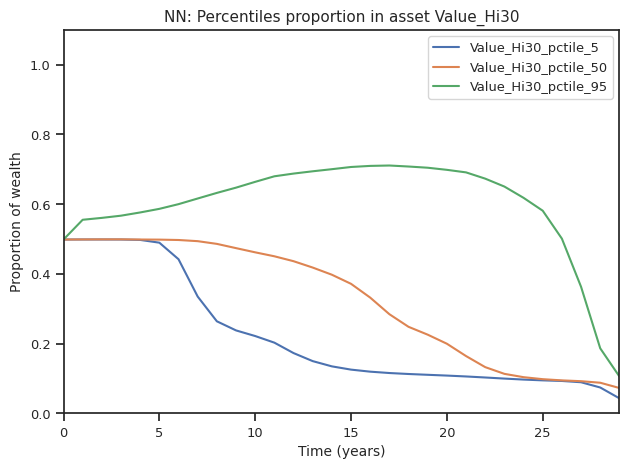 NN: Percentiles proportion in asset Value_Hi30
Value_Hi30_pctile_5
Value_Hi30_pctile_50
Value_Hi30_pctile_95
Proportion of wealth
1.0
0.8
0.6
0.4
0.2
0.0
0 5 10 15 20 25
Time (years)